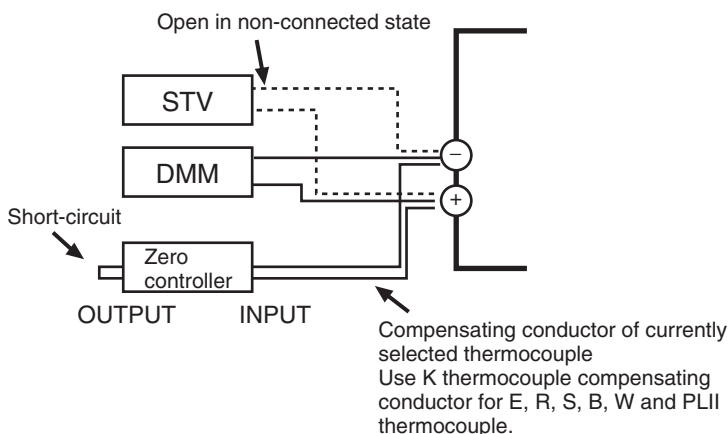 Open in non-connected state
STV
DMM
−
+
Short-circuit
Zero
controller
OUTPUT
INPUT
Compensating conductor of currently
selected thermocouple
Use K thermocouple compensating
conductor for E, R, S, B, W and PLII
thermocouple.